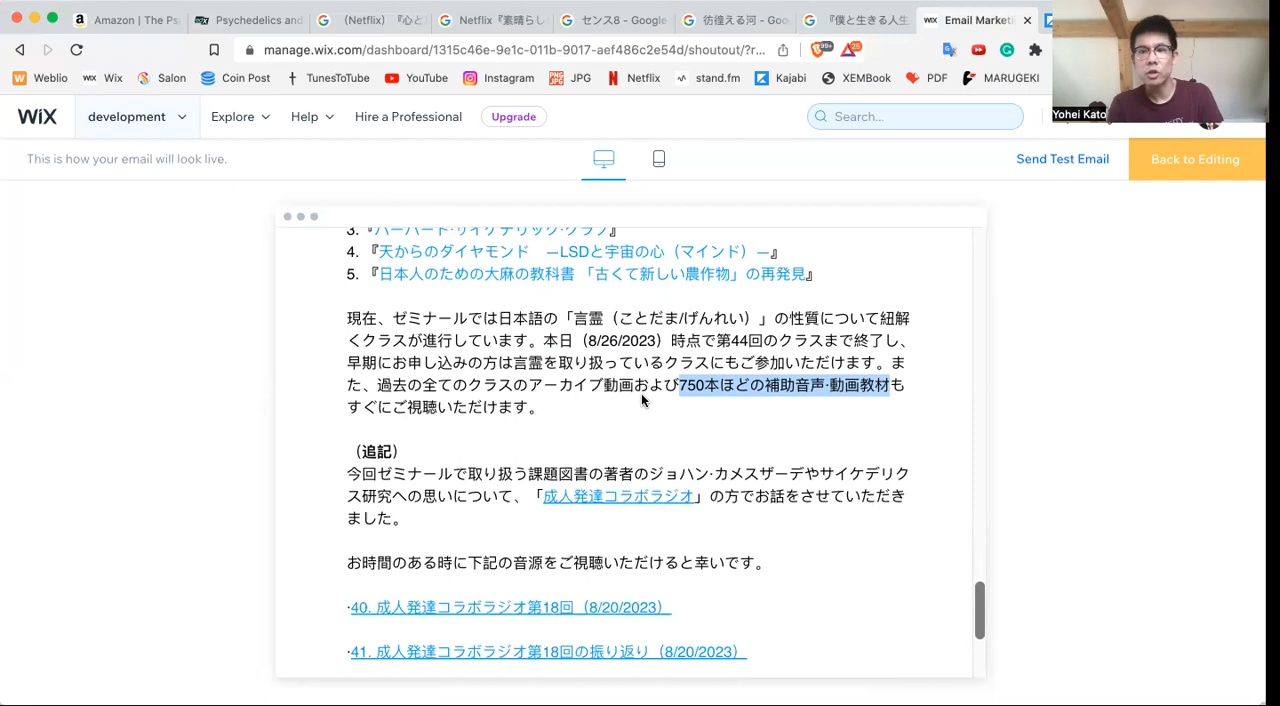 Amazon | The Ps
Psychedelics and
（Netflix）『心と
Netflix『素晴らし
センス8 - Google
彷徨える河 - Goo
『僕と生きる人生
WiX Email Marketi
manage.wix.com/dashboard/1315c46e-9e1c-011b-9017-aef486c2e54d/shoutout/?r...
99+
25
Weblio
WiX Wix
Salon
Coin Post
TunesToTube
YouTube
Instagram
JPG
Netflix
stand.fm
Kajabi
XEMBook
PDF
MARUGEKI
Yohei Kato
WiX
development
Explore
Help
Hire a Professional
Upgrade
Search...
This is how your email will look live.
Send Test Email
Back to Editing
3. 『ハーバード·サイケデリック·クラブ』
4. 『天からのダイヤモンド　—LSDと宇宙の心（マインド）—』
5. 『日本人のための大麻の教科書 「古くて新しい農作物」の再発見』
現在、ゼミナールでは日本語の「言霊（ことだま/げんれい）」の性質について紐解
くクラスが進行しています。本日（8/26/2023）時点で第44回のクラスまで終了し、
早期にお申し込みの方は言霊を取り扱っているクラスにもご参加いただけます。ま
た、過去の全てのクラスのアーカイブ動画および750本ほどの補助音声·動画教材も
すぐにご視聴いただけます。
（追記）
今回ゼミナールで取り扱う課題図書の著者のジョハン·カメスザーデやサイケデリク
ス研究への思いについて、「成人発達コラボラジオ」の方でお話をさせていただき
ました。
お時間のある時に下記の音源をご視聴いただけると幸いです。
·40. 成人発達コラボラジオ第18回（8/20/2023）
·41. 成人発達コラボラジオ第18回の振り返り（8/20/2023）